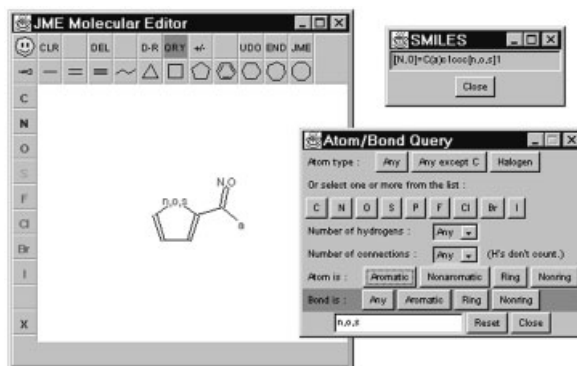 JME Molecular Editor
CLR DEL D-R QRY +/- UDO END JME
C
N
O
S
F
Cl
Br
I
X
NO
n,o,s
a
SMILES
[N,O]=C(a)c1ccc[n,o,s]1
Close
Atom/Bond Query
Atom type : Any Any except C Halogen
Or select one or more from the list :
C N O S P F Cl Br I
Number of hydrogens : Any
Number of connections : Any (H's don't count.)
Atom is : Aromatic Nonaromatic Ring Nonring
Bond is : Any Aromatic Ring Nonring
n,o,s Reset Close